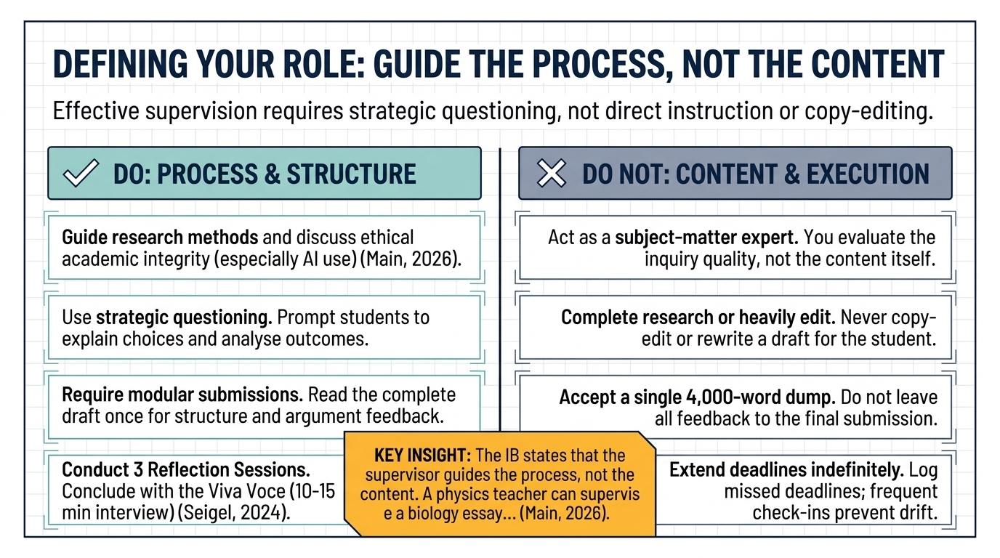 DEFINING YOUR ROLE: GUIDE THE PROCESS, NOT THE CONTENT
Effective supervision requires strategic questioning, not direct instruction or copy-editing.
DO: PROCESS & STRUCTURE
Guide research methods and discuss ethical
academic integrity (especially AI use) (Main, 2026).
Use strategic questioning. Prompt students to
explain choices and analyse outcomes.
Require modular submissions. Read the complete
draft once for structure and argument feedback.
Conduct 3 Reflection Sessions.
Conclude with the Viva Voce (10-15
min interview) (Seigel, 2024).
DO NOT: CONTENT & EXECUTION
Act as a subject-matter expert. You evaluate the
inquiry quality, not the content itself.
Complete research or heavily edit. Never copy-
edit or rewrite a draft for the student.
Accept a single 4,000-word dump. Do not leave
all feedback to the final submission.
Extend deadlines indefinitely. Log
missed deadlines; frequent
check-ins prevent drift.
KEY INSIGHT: The IB states that the
supervisor guides the process, not the
content. A physics teacher can supervis
e a biology essay... (Main, 2026).